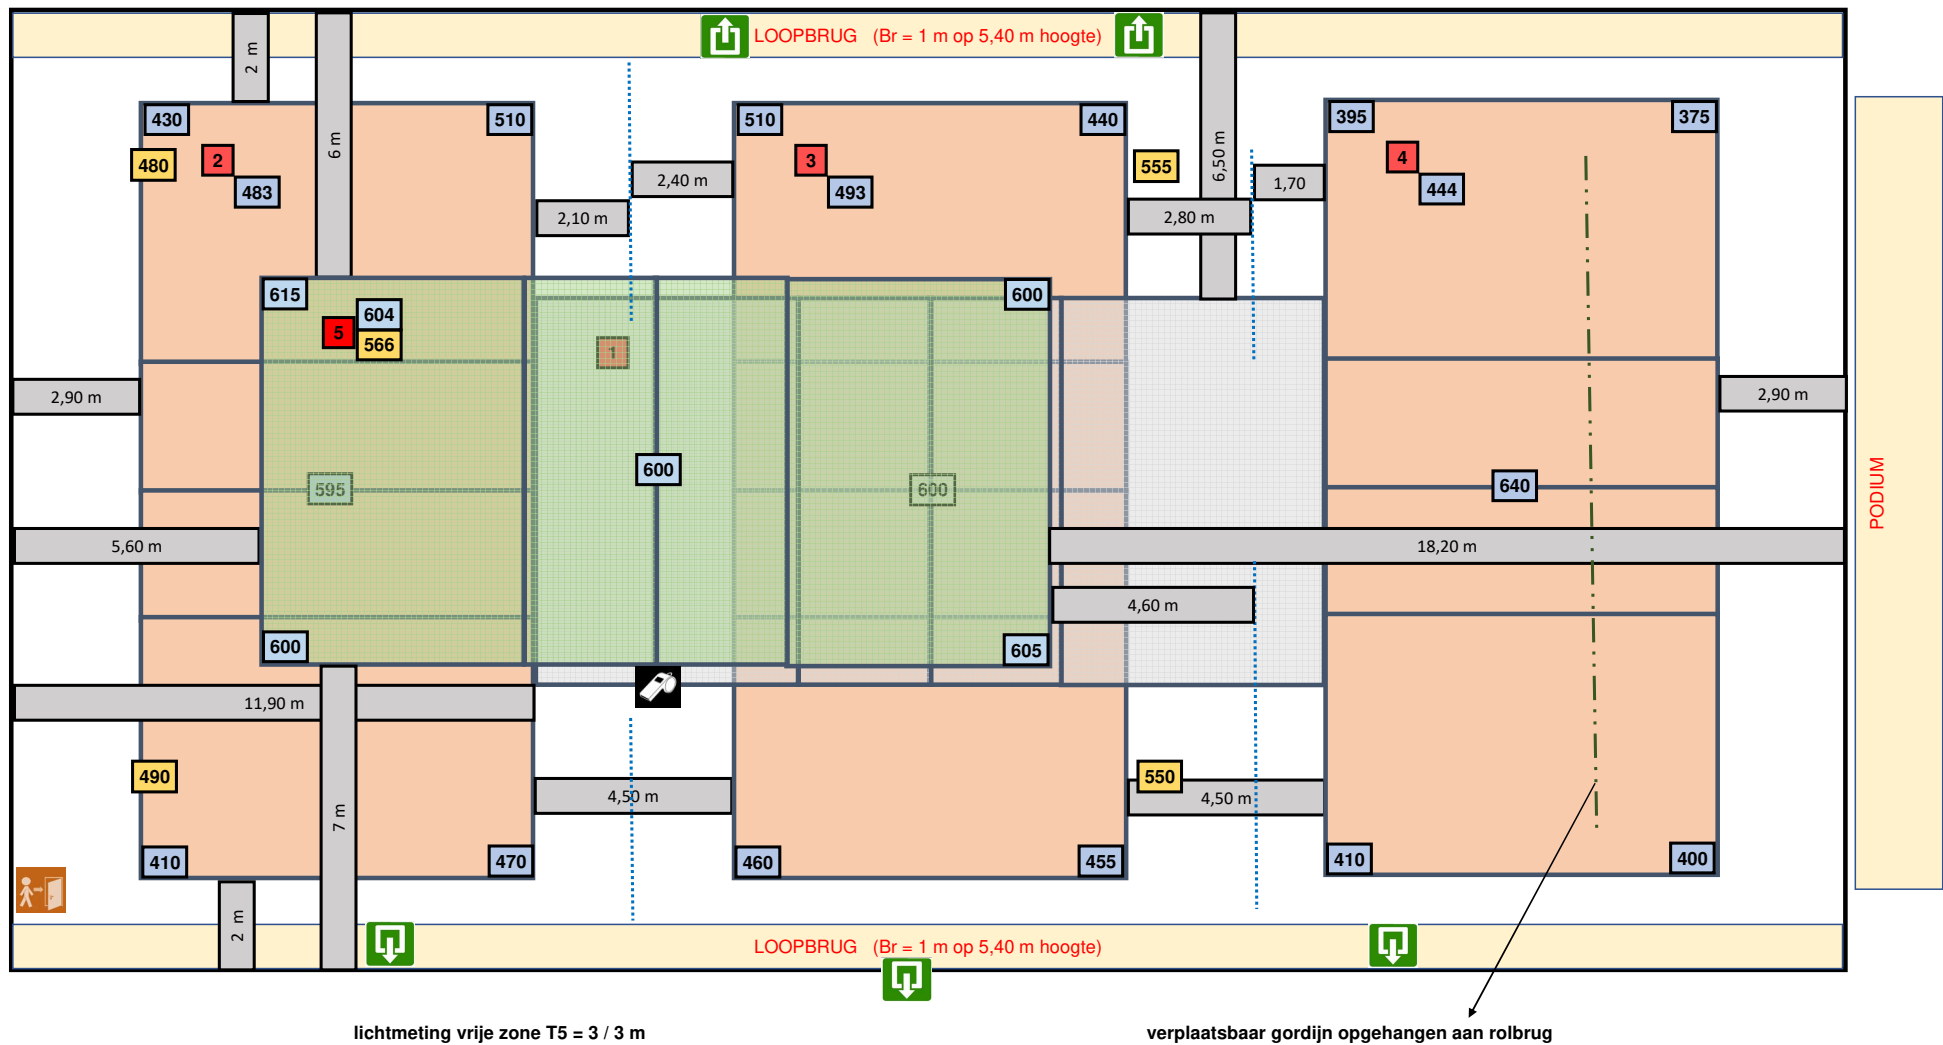 LOOPBRUG (Br = 1 m op 5,40 m hoogte)
2 m
6 m
6,50 m
430
510
510
440
395
375
480
2
483
3
493
555
4
444
2,40 m
1,70
2,10 m
2,80 m
615
604
5
566
600
1
2,90 m
2,90 m
600
595
600
640
PODIUM
5,60 m
18,20 m
4,60 m
600
605
11,90 m
490
550
4,50 m
4,50 m
7 m
410
470
460
455
410
400
2 m
LOOPBRUG (Br = 1 m op 5,40 m hoogte)
lichtmeting vrije zone T5 = 3 / 3 m
verplaatsbaar gordijn opgehangen aan rolbrug